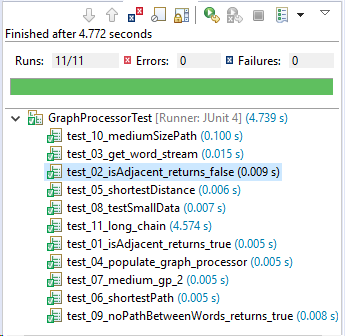 Finished after 4.772 seconds
Runs: 11/11 Errors: 0 Failures: 0
GraphProcessorTest [Runner: JUnit 4] (4.739 s)
test_10_mediumSizePath (0.100 s)
test_03_get_word_stream (0.015 s)
test_02_isAdjacent_returns_false (0.009 s)
test_05_shortestDistance (0.006 s)
test_08_testSmallData (0.007 s)
test_11_long_chain (4.574 s)
test_01_isAdjacent_returns_true (0.005 s)
test_04_populate_graph_processor (0.005 s)
test_07_medium_gp_2 (0.005 s)
test_06_shortestPath (0.005 s)
test_09_noPathBetweenWords_returns_true (0.008 s)